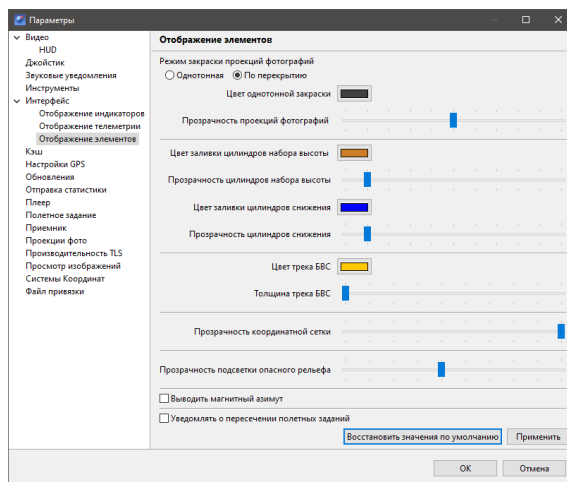 Параметры
Видео
HUD
Джойстик
Звуковые уведомления
Инструменты
Интерфейс
Отображение индикаторов
Отображение телеметрии
Отображение элементов
Кэш
Настройки GPS
Обновления
Отправка статистики
Плеер
Полетное задание
Приемник
Проекции фото
Производительность TLS
Просмотр изображений
Системы Координат
Файл привязки
Отображение элементов
Режим закраски проекций фотографий
Однотонная По перекрытию
Цвет однотонной закраски
Прозрачность проекций фотографий
Цвет заливки цилиндров набора высоты
Прозрачность цилиндров набора высоты
Цвет заливки цилиндров снижения
Прозрачность цилиндров снижения
Цвет трека БВС
Толщина трека БВС
Прозрачность координатной сетки
Прозрачность подсветки опасного рельефа
Выводить магнитный азимут
Уведомлять о пересечении полетных заданий
Восстановить значения по умолчанию Применить
OK Отмена